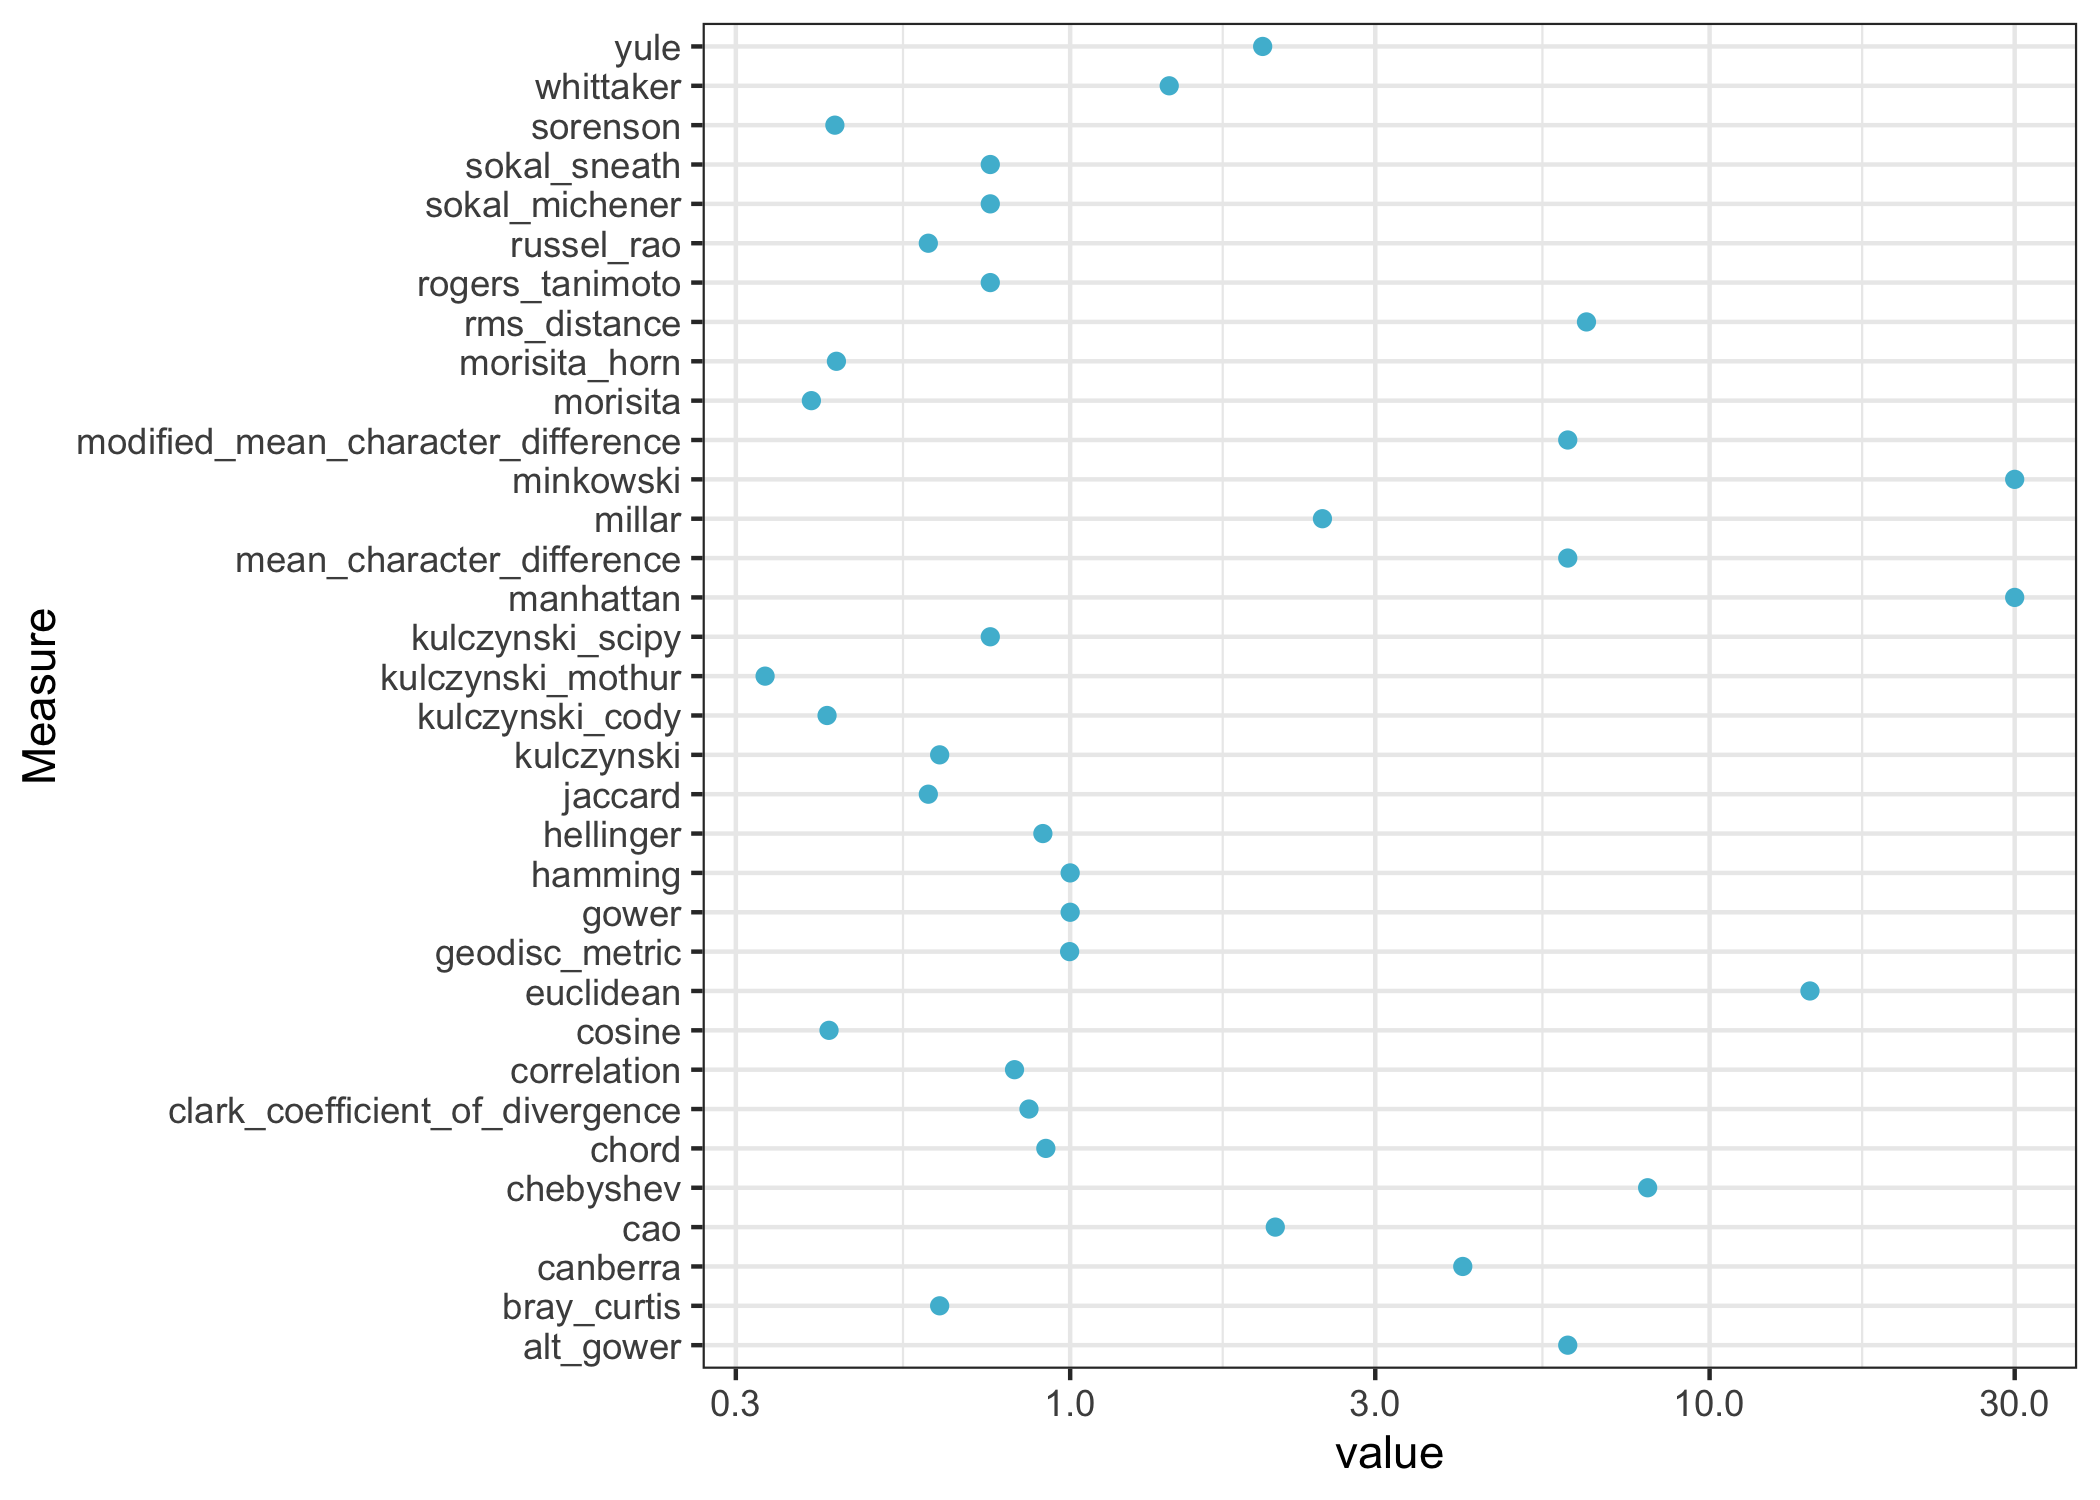 yule
whittaker
sorenson
sokal_sneath
sokal_michener
russel_rao
rogers_tanimoto
rms_distance
morisita_horn
morisita
modified_mean_character_difference
minkowski
millar
mean_character_difference
manhattan
kulczynski_scipy
kulczynski_mothur
kulczynski_cody
kulczynski
jaccard
hellinger
hamming
gower
geodisc_metric
euclidean
cosine
correlation
clark_coefficient_of_divergence
chord
chebyshev
cao
canberra
bray_curtis
alt_gower
Measure
0.3 1.0 3.0 10.0 30.0
value